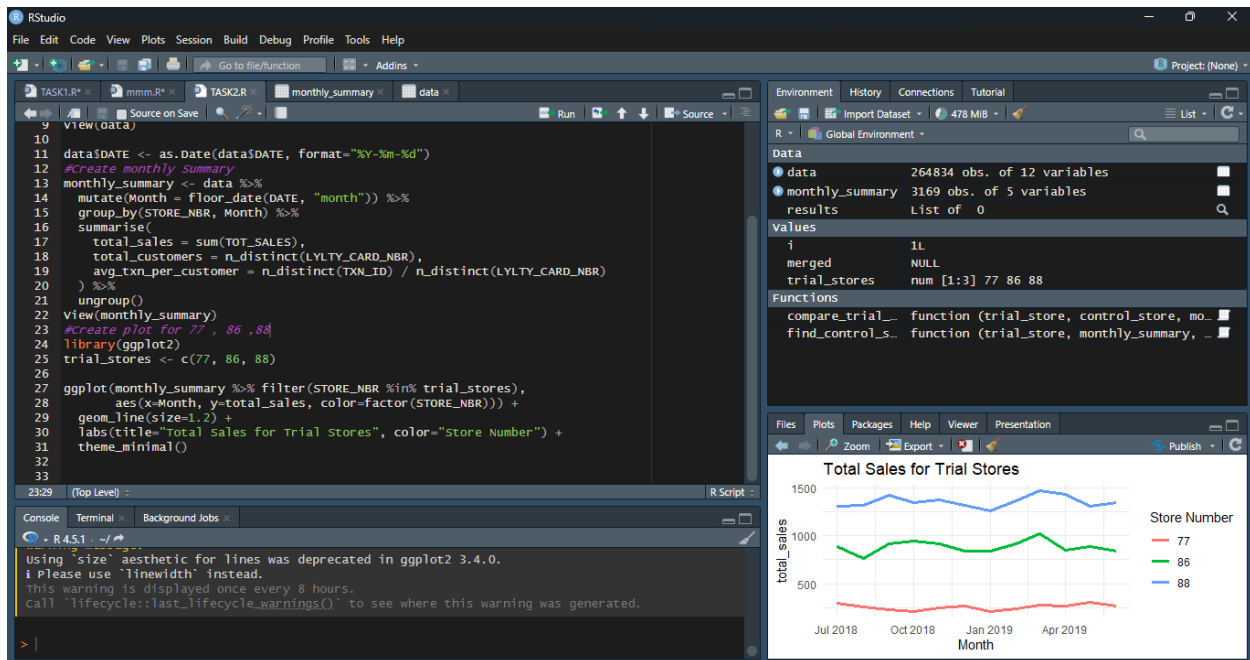 RStudio
File Edit Code View Plots Session Build Debug Profile Tools Help
Go to file/function Addins Project: (None)
TASK1.R* mmm.R* TASK2.R monthly_summary data
Source on Save Run Source
9 view(data)
10
11 data$DATE <- as.Date(data$DATE, format="%Y-%m-%d")
12 #Create monthly Summary
13 monthly_summary <- data %>%
14 mutate(Month = floor_date(DATE, "month")) %>%
15 group_by(STORE_NBR, Month) %>%
16 summarise(
17 total_sales = sum(TOT_SALES),
18 total_customers = n_distinct(LYLTY_CARD_NBR),
19 avg_txn_per_customer = n_distinct(TXN_ID) / n_distinct(LYLTY_CARD_NBR)
20 ) %>%
21 ungroup()
22 view(monthly_summary)
23 #Create plot for 77 , 86 ,88
24 library(ggplot2)
25 trial_stores <- c(77, 86, 88)
26
27 ggplot(monthly_summary %>% filter(STORE_NBR %in% trial_stores),
28 aes(x=Month, y=total_sales, color=factor(STORE_NBR))) +
29 geom_line(size=1.2) +
30 labs(title="Total Sales for Trial Stores", color="Store Number") +
31 theme_minimal()
32
33
23:29 (Top Level) R Script
Console Terminal Background Jobs
R 4.5.1 · ~/
Warning message:
Using `size` aesthetic for lines was deprecated in ggplot2 3.4.0.
ℹ Please use `linewidth` instead.
This warning is displayed once every 8 hours.
Call `lifecycle::last_lifecycle_warnings()` to see where this warning was generated.
>
Environment History Connections Tutorial
Import Dataset 478 MiB List
R Global Environment
Data
data 264834 obs. of 12 variables
monthly_summary 3169 obs. of 5 variables
results List of 0
Values
i 1L
merged NULL
trial_stores num [1:3] 77 86 88
Functions
compare_trial_… function (trial_store, control_store, mo…
find_control_s… function (trial_store, monthly_summary, …
Files Plots Packages Help Viewer Presentation
Zoom Export Publish
Total Sales for Trial Stores
1500
1000
500
total_sales
Jul 2018 Oct 2018 Jan 2019 Apr 2019
Month
Store Number
77
86
88